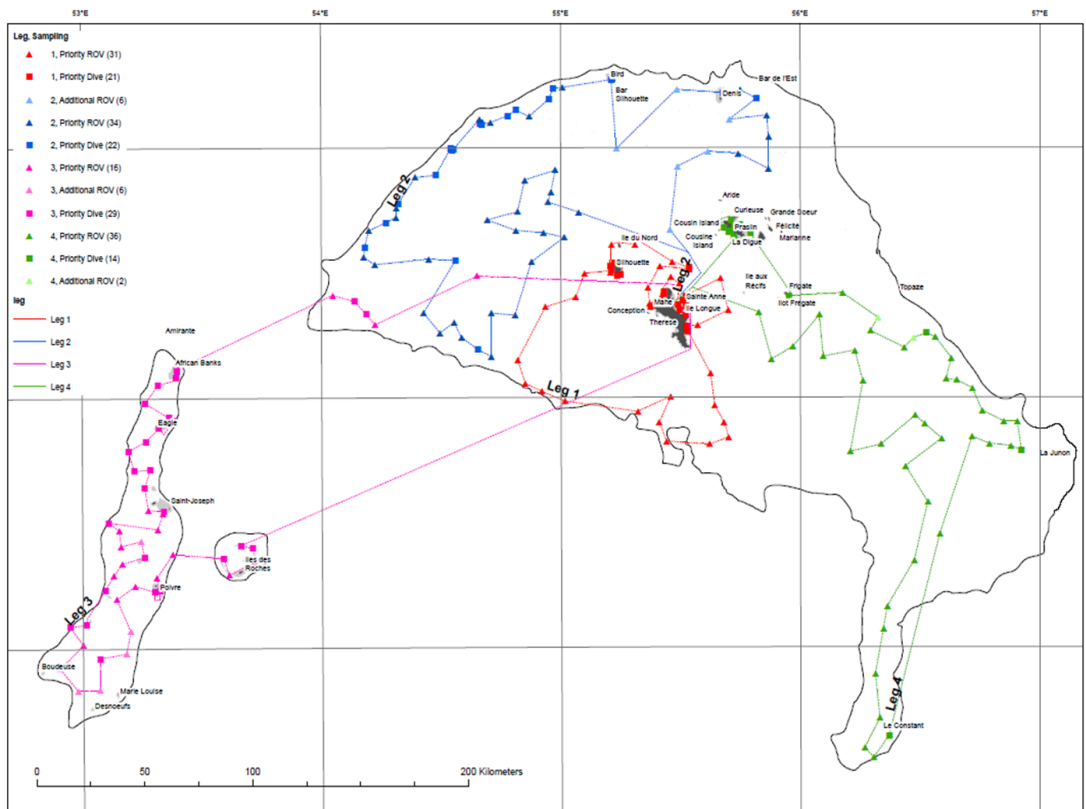 53°E
54°E
55°E
56°E
57°E
Leg, Sampling
1, Priority ROV (31)
1, Priority Dive (21)
2, Additional ROV (6)
2, Priority ROV (34)
2, Priority Dive (22)
3, Priority ROV (16)
3, Additional ROV (6)
3, Priority Dive (29)
4, Priority ROV (36)
4, Priority Dive (14)
4, Additional ROV (2)
leg
Leg 1
Leg 2
Leg 3
Leg 4
Bird
Bar
Silhouette
Denis
Bar de l'Est
Leg 2
Aride
Curieuse
Grande Soeur
Cousin Island
Praslin
Felicite
Cousine
Island
La Digue
Marianne
Ile du Nord
Silhouette
Leg 2
Ile aux
Recifs
Frigate
Ilot Fregate
Topaze
Mahe
Sainte Anne
Conception
Ile Longue
Therese
Amirante
African Banks
Leg 1
Eagle
La Junon
Saint-Joseph
Iles des
Roches
Poivre
Leg 3
Boudeuse
Marie Louise
Desnoeufs
Leg 4
Le Constant
0
50
100
200 Kilometers